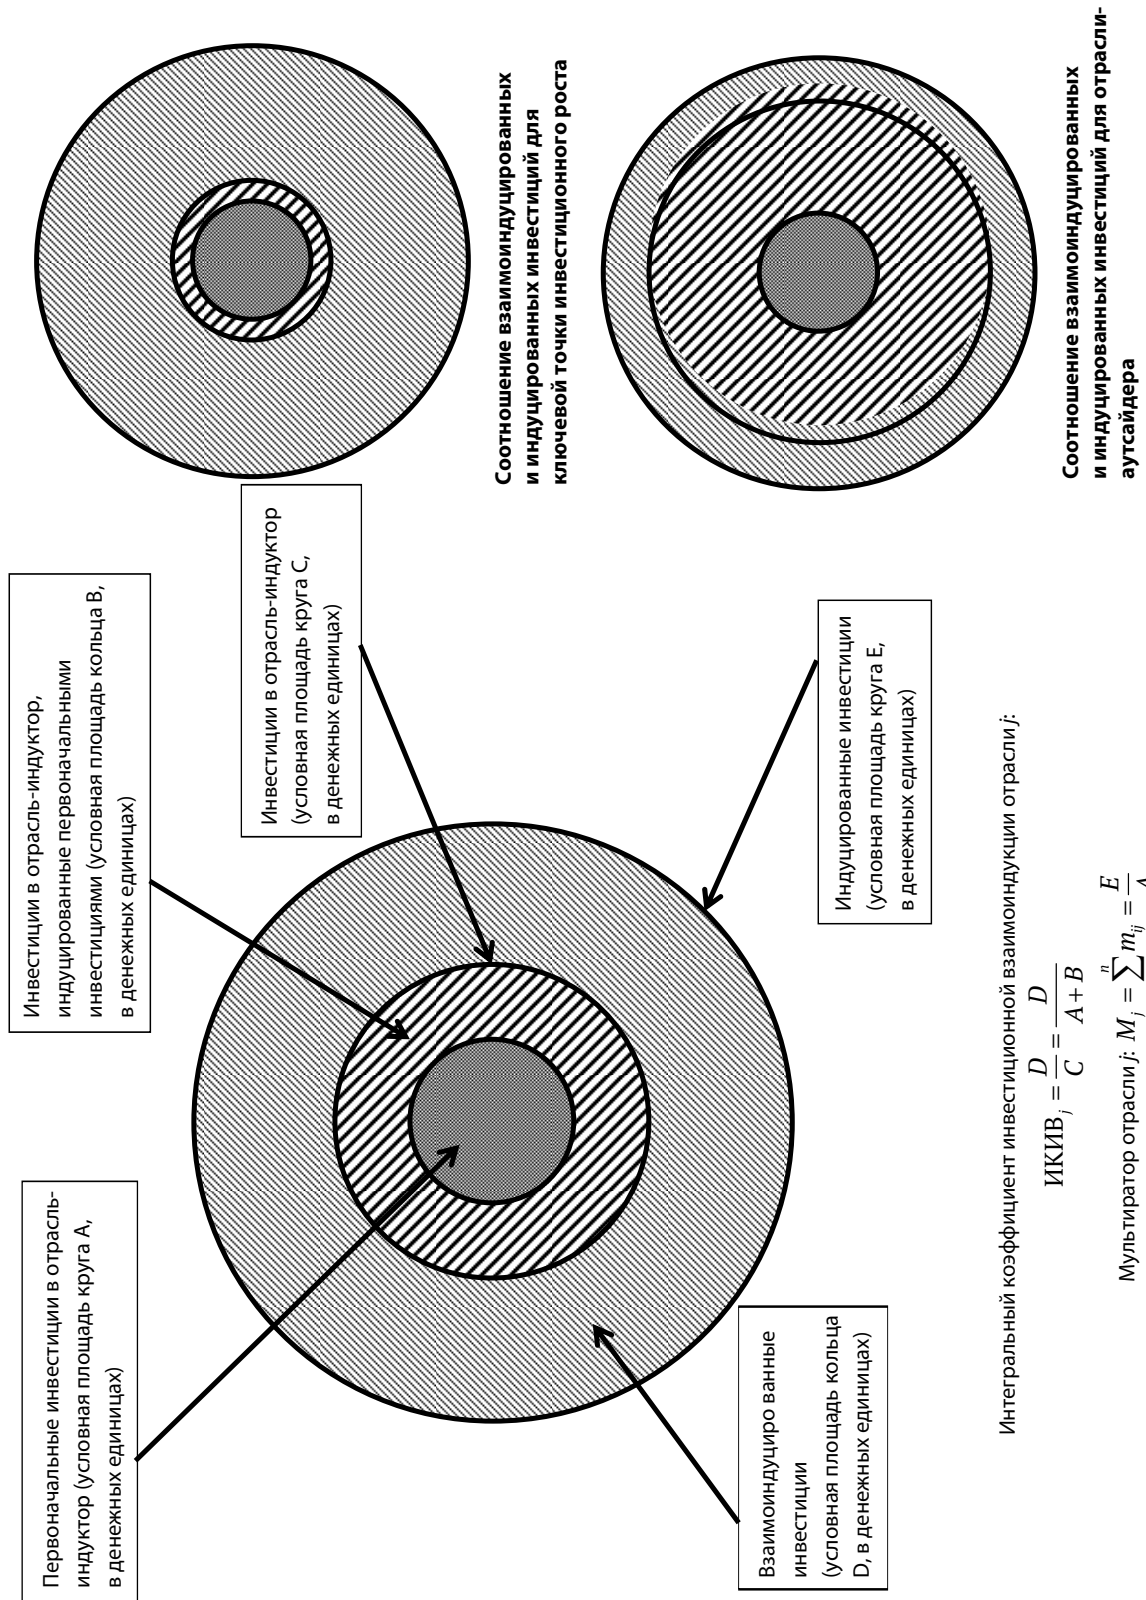 Первоначальные инвестиции в отрасль-
индуктор (условная площадь круга А,
в денежных единицах)
Инвестиции в отрасль-индуктор,
индуцированные первоначальными
инвестициями (условная площадь кольца В,
в денежных единицах)
Инвестиции в отрасль-индуктор
(условная площадь круга С,
в денежных единицах)
Взаимоиндуциро ванные
инвестиции
(условная площадь кольца
D, в денежных единицах)
Индуцированные инвестиции
(условная площадь круга Е,
в денежных единицах)
Соотношение взаимоиндуцированных
и индуцированных инвестиций для
ключевой точки инвестиционного роста
Соотношение взаимоиндуцированных
и индуцированных инвестиций для отрасли-
аутсайдера
Интегральный коэффициент инвестиционной взаимоиндукции отрасли j:
ИКИВ_j = D/C = D/(A + B)
Мультиратор отрасли j: M_j = ∑^n m_ij = E/